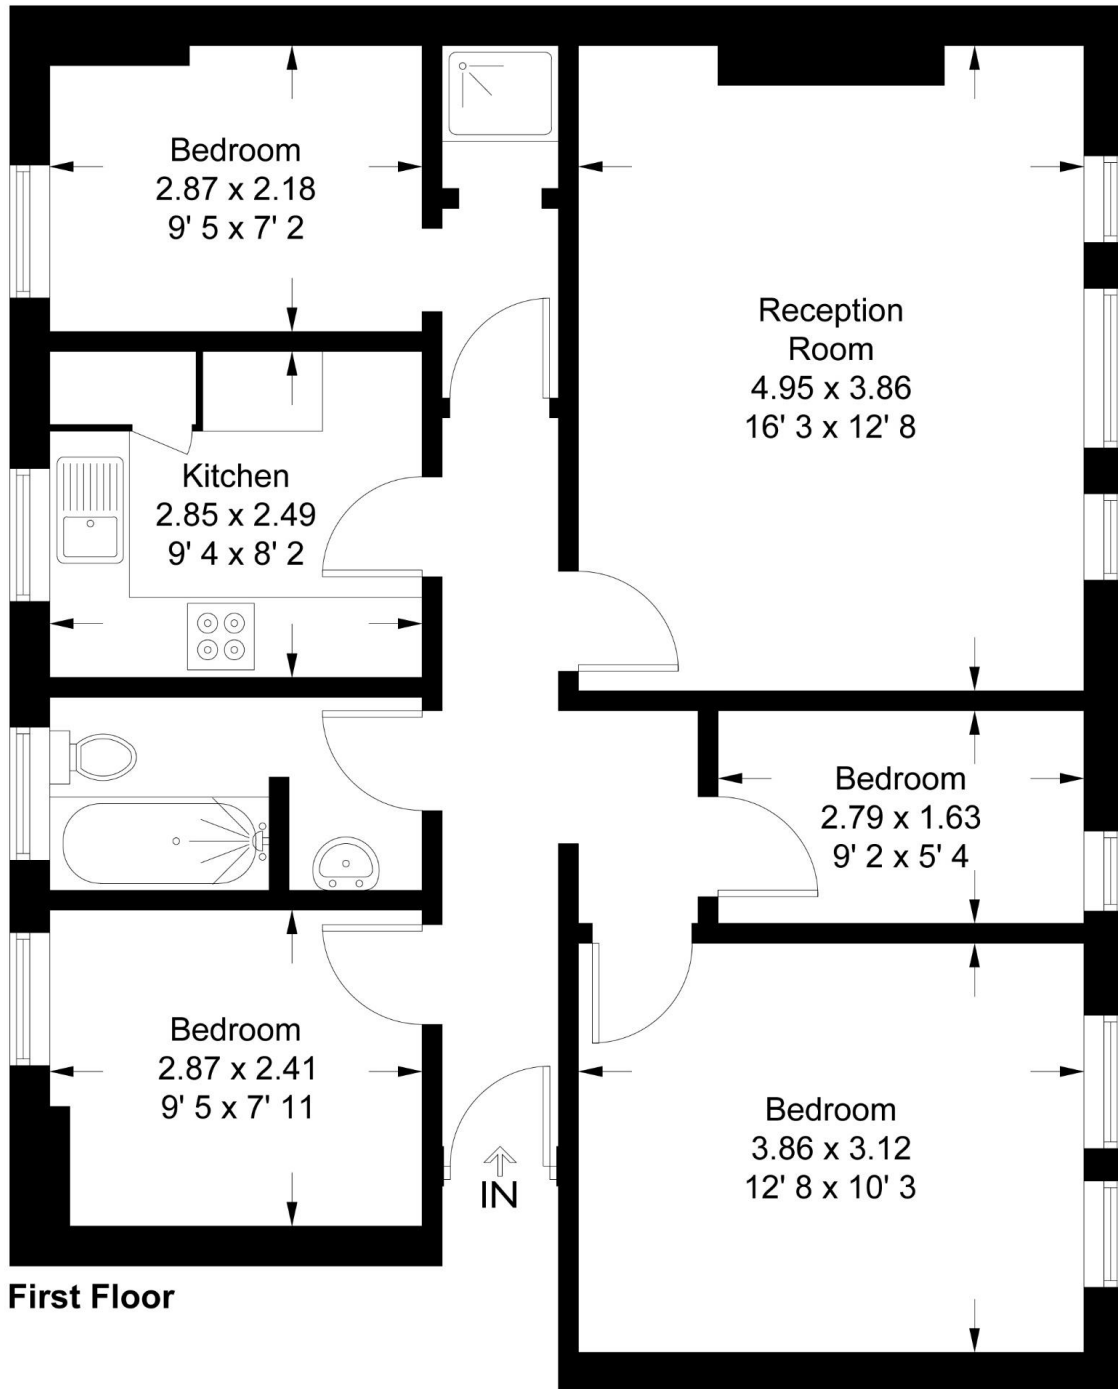 Bedroom
2.87 x 2.18
9' 5 x 7' 2
Reception
Room
4.95 x 3.86
16' 3 x 12' 8
Kitchen
2.85 x 2.49
9' 4 x 8' 2
Bedroom
2.79 x 1.63
9' 2 x 5' 4
Bedroom
2.87 x 2.41
9' 5 x 7' 11
Bedroom
3.86 x 3.12
12' 8 x 10' 3
IN
First Floor